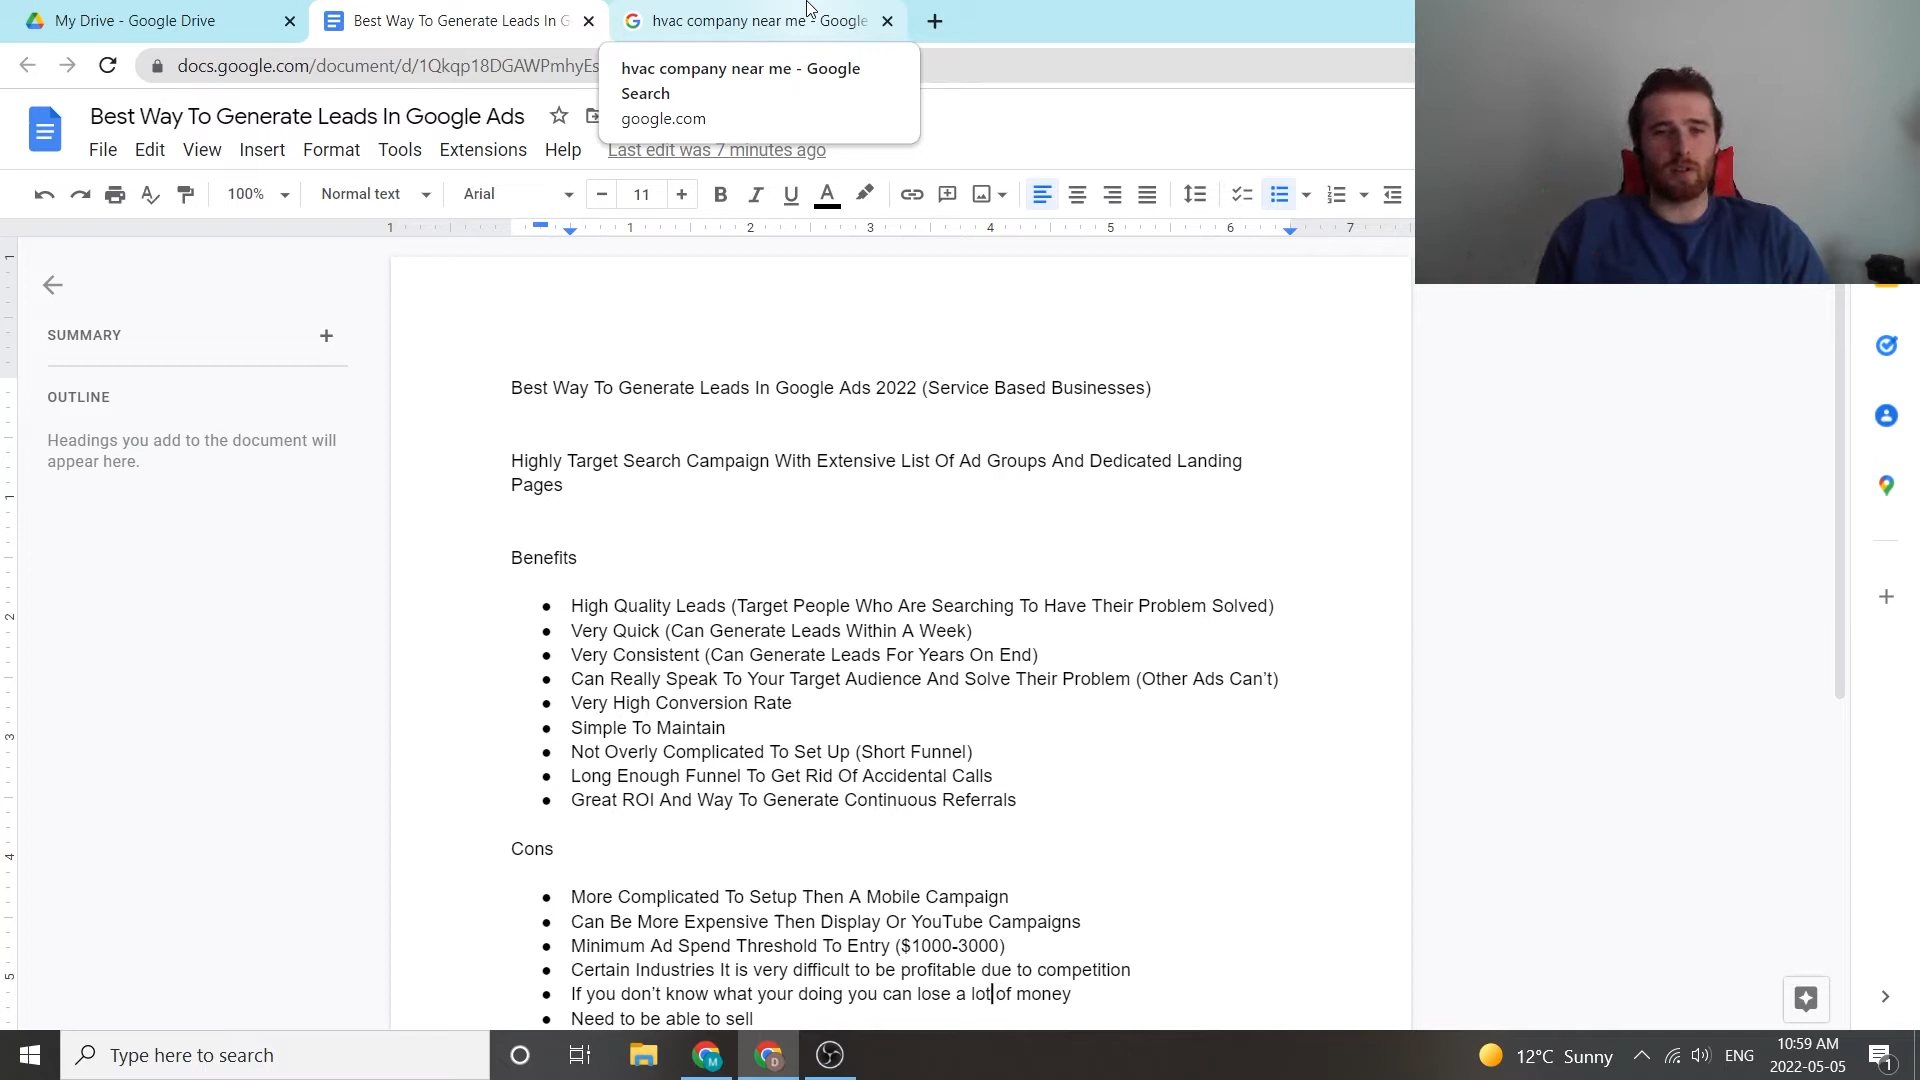 My Drive - Google Drive
Best Way To Generate Leads In G
hvac company near me - Google
docs.google.com/document/d/1Qkqp18DGAWPmhyEs
hvac company near me - Google
Search
google.com
Best Way To Generate Leads In Google Ads
File Edit View Insert Format Tools Extensions Help Last edit was 7 minutes ago
100% Normal text Arial 11
1 1 2 3 4 5 6 7
SUMMARY
OUTLINE
Headings you add to the document will
appear here.
Best Way To Generate Leads In Google Ads 2022 (Service Based Businesses)
Highly Target Search Campaign With Extensive List Of Ad Groups And Dedicated Landing
Pages
Benefits
● High Quality Leads (Target People Who Are Searching To Have Their Problem Solved)
● Very Quick (Can Generate Leads Within A Week)
● Very Consistent (Can Generate Leads For Years On End)
● Can Really Speak To Your Target Audience And Solve Their Problem (Other Ads Can't)
● Very High Conversion Rate
● Simple To Maintain
● Not Overly Complicated To Set Up (Short Funnel)
● Long Enough Funnel To Get Rid Of Accidental Calls
● Great ROI And Way To Generate Continuous Referrals
Cons
● More Complicated To Setup Then A Mobile Campaign
● Can Be More Expensive Then Display Or YouTube Campaigns
● Minimum Ad Spend Threshold To Entry ($1000-3000)
● Certain Industries It is very difficult to be profitable due to competition
● If you don't know what your doing you can lose a lot of money
● Need to be able to sell
Type here to search
12°C Sunny
ENG
10:59 AM
2022-05-05
1